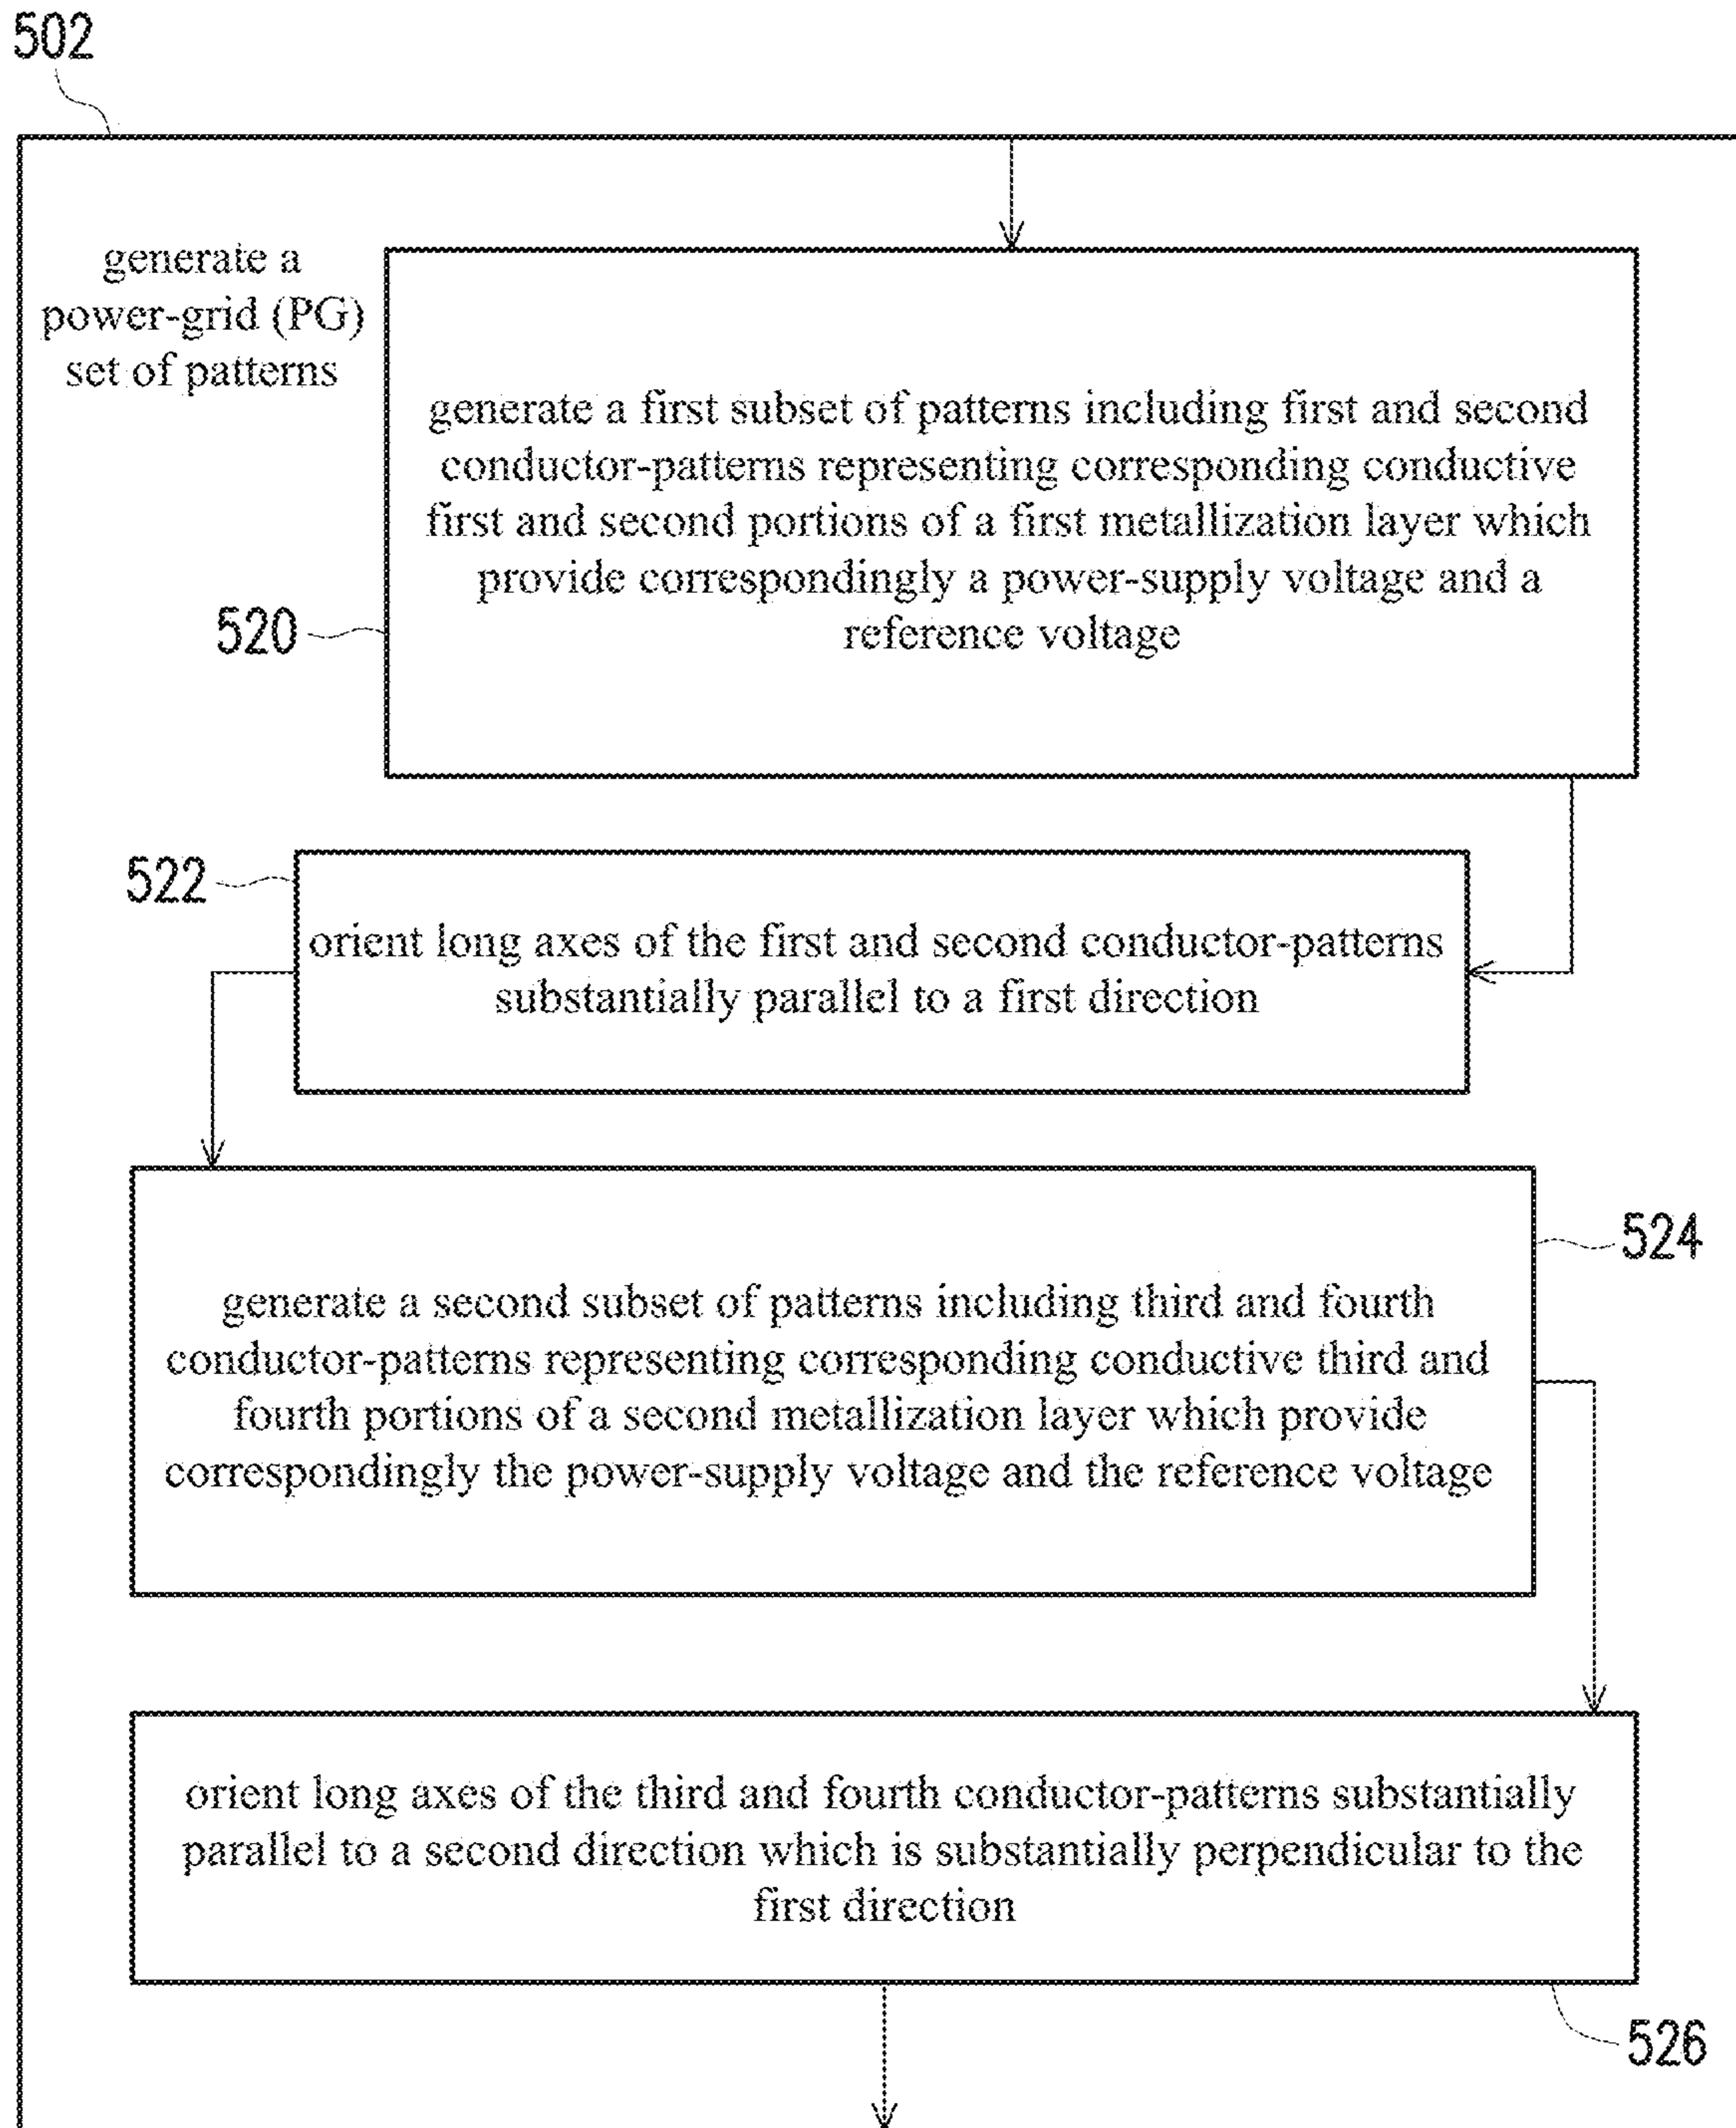 502
generate a
power-grid (PG)
set of patterns
generate a first subset of patterns including first and second
conductor-patterns representing corresponding conductive
first and second portions of a first metallization layer which
provide correspondingly a power-supply voltage and a
reference voltage
520
522
orient long axes of the first and second conductor-patterns
substantially parallel to a first direction
524
generate a second subset of patterns including third and fourth
conductor-patterns representing corresponding conductive third and
fourth portions of a second metallization layer which provide
correspondingly the power-supply voltage and the reference voltage
orient long axes of the third and fourth conductor-patterns substantially
parallel to a second direction which is substantially perpendicular to the
first direction
526